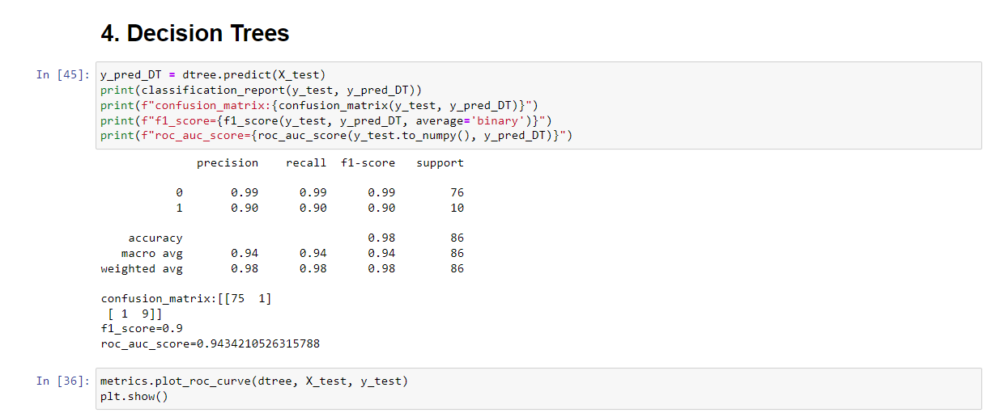 4. Decision Trees
In [45]: y_pred_DT = dtree.predict(X_test)
print(classification_report(y_test, y_pred_DT))
print(f"confusion_matrix:{confusion_matrix(y_test, y_pred_DT)}")
print(f"f1_score={f1_score(y_test, y_pred_DT, average='binary')}")
print(f"roc_auc_score={roc_auc_score(y_test.to_numpy(), y_pred_DT)}")
precision recall f1-score support
0 0.99 0.99 0.99 76
1 0.90 0.90 0.90 10
accuracy 0.98 86
macro avg 0.94 0.94 0.94 86
weighted avg 0.98 0.98 0.98 86
confusion_matrix:[[75 1]
[ 1 9]]
f1_score=0.9
roc_auc_score=0.9434210526315788
In [36]: metrics.plot_roc_curve(dtree, X_test, y_test)
plt.show()